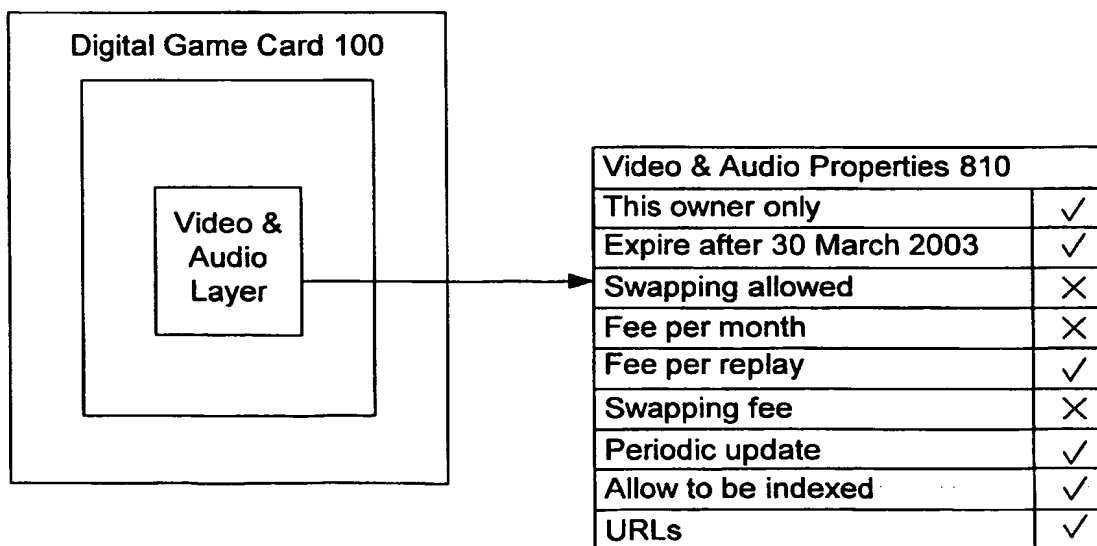 Digital Game Card 100
Video &
Audio
Layer
Video & Audio Properties 810
This owner only ✓
Expire after 30 March 2003 ✓
Swapping allowed ✕
Fee per month ✕
Fee per replay ✓
Swapping fee ✕
Periodic update ✓
Allow to be indexed ✓
URLs ✓